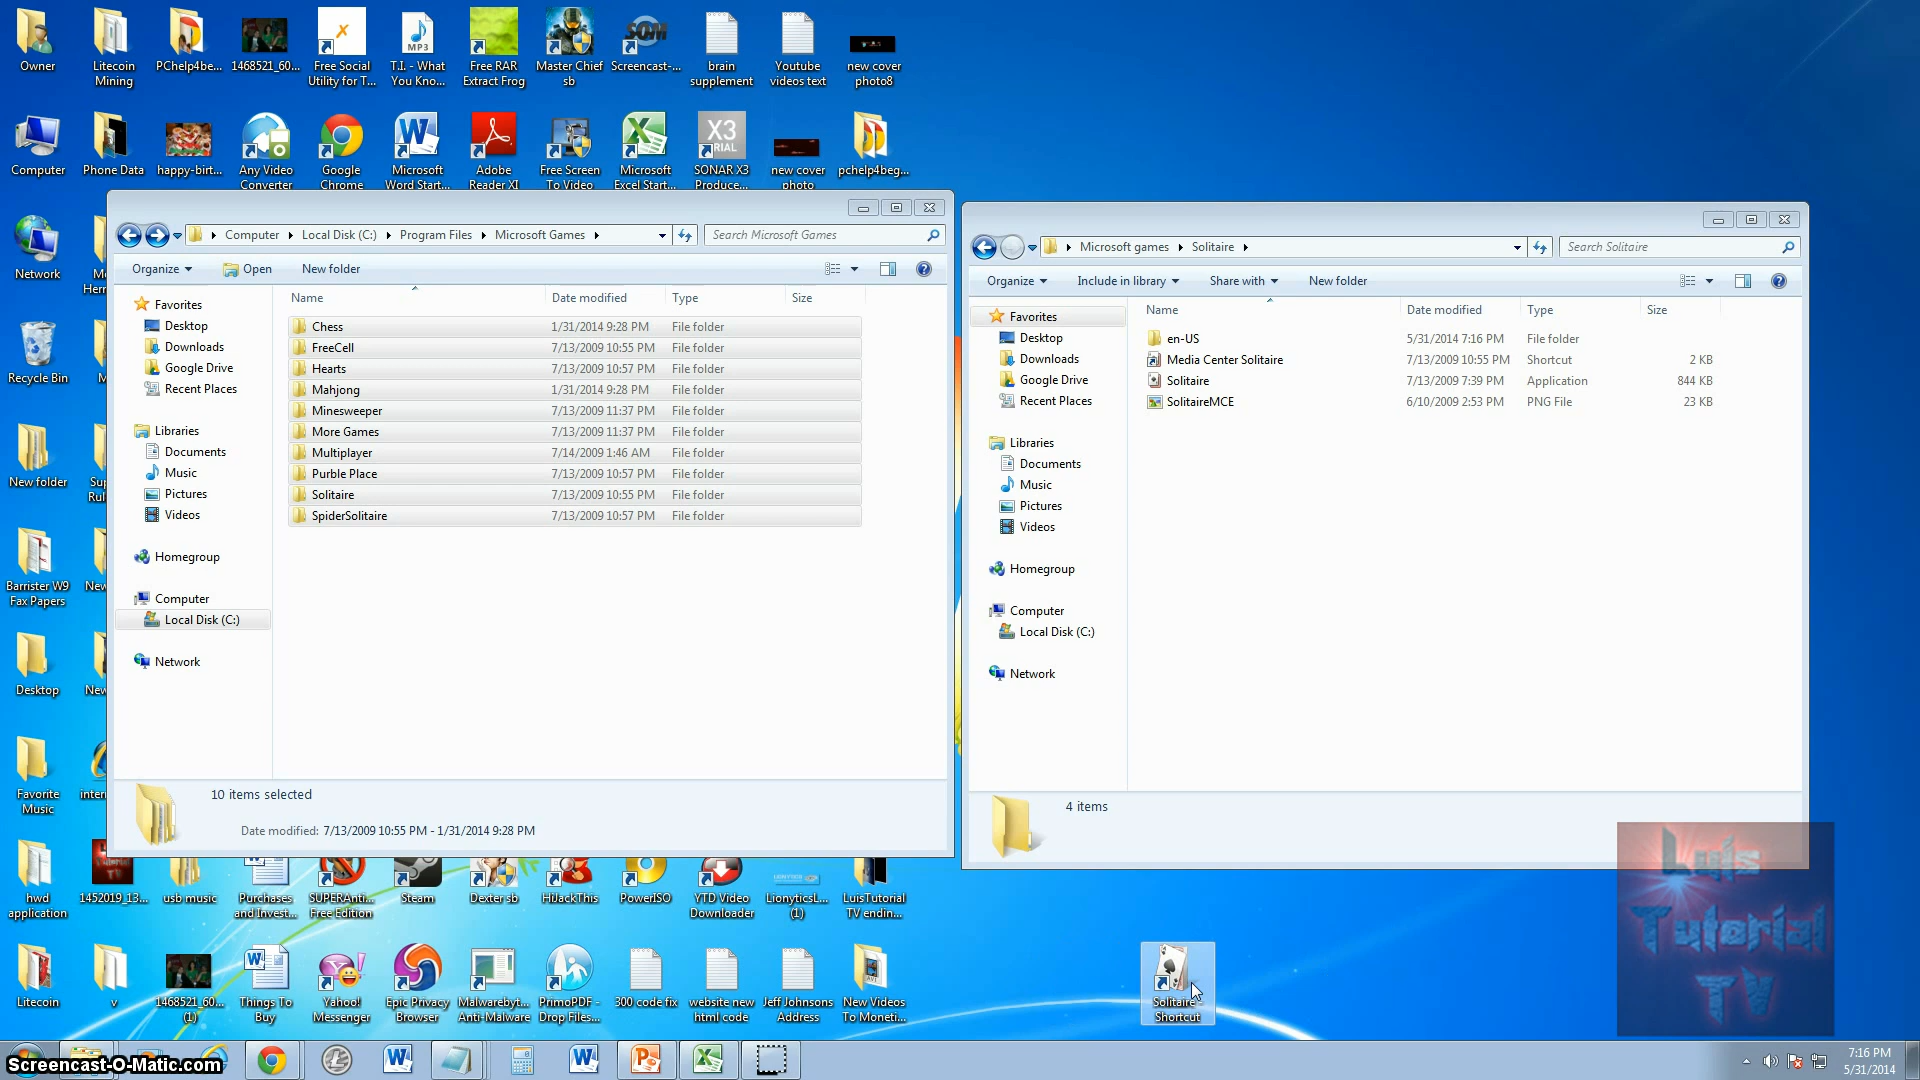 Owner
Litecoin
Mining
PChelp4be...
1468521_60...
Free Social
Utility for T...
T.I. - What
You Kno...
Free RAR
Extract Frog
Master Chief
sb
Screencast-...
brain
supplement
Youtube
videos text
new cover
photo8
MP3
SOM
Computer
Phone Data
happy-birt...
Any Video
Converter
Google
Chrome
Microsoft
Word Start...
Adobe
Reader XI
Free Screen
To Video
Microsoft
Excel Start...
X3
SONAR X3
Produce...
new cover
photo
pchelp4beg...
Network
Recycle Bin
New folder
Barrister W9
Fax Papers
Desktop
Favorite
Music
Computer
Local Disk (C:)
Program Files
Microsoft Games
Search Microsoft Games
Organize
Open
New folder
Name
Date modified
Type
Size
Favorites
Desktop
Downloads
Google Drive
Recent Places
Libraries
Documents
Music
Pictures
Videos
Homegroup
Computer
Local Disk (C:)
Network
Chess 1/31/2014 9:28 PM File folder
FreeCell 7/13/2009 10:55 PM File folder
Hearts 7/13/2009 10:57 PM File folder
Mahjong 1/31/2014 9:28 PM File folder
Minesweeper 7/13/2009 11:37 PM File folder
More Games 7/13/2009 11:37 PM File folder
Multiplayer 7/14/2009 1:46 AM File folder
Purble Place 7/13/2009 10:57 PM File folder
Solitaire 7/13/2009 10:55 PM File folder
SpiderSolitaire 7/13/2009 10:57 PM File folder
10 items selected
Date modified: 7/13/2009 10:55 PM - 1/31/2014 9:28 PM
Microsoft games
Solitaire
Search Solitaire
Organize
Include in library
Share with
New folder
Name
Date modified
Type
Size
Favorites
Desktop
Downloads
Google Drive
Recent Places
Libraries
Documents
Music
Pictures
Videos
Homegroup
Computer
Local Disk (C:)
Network
en-US 5/31/2014 7:16 PM File folder
Media Center Solitaire 7/13/2009 10:55 PM Shortcut 2 KB
Solitaire 7/13/2009 7:39 PM Application 844 KB
SolitaireMCE 6/10/2009 2:53 PM PNG File 23 KB
4 items
hwd
application
1452019_13...
usb music
Purchases
and Invest...
SUPERAnti...
Free Edition
Steam
Dexter sb
HiJackThis
PowerISO
YTD Video
Downloader
LionyticsL...
(1)
LuisTutorial
TV endin...
Litecoin
v
1468521_60...
(1)
Things To
Buy
Yahoo!
Messenger
Epic Privacy
Browser
Malwarebyt...
Anti-Malware
PrimoPDF -
Drop Files...
300 code fix
website new
html code
Jeff Johnsons
Address
New Videos
To Moneti...
Solitaire -
Shortcut
Luis
Tutorial
TV
Screencast-O-Matic.com
7:16 PM
5/31/2014